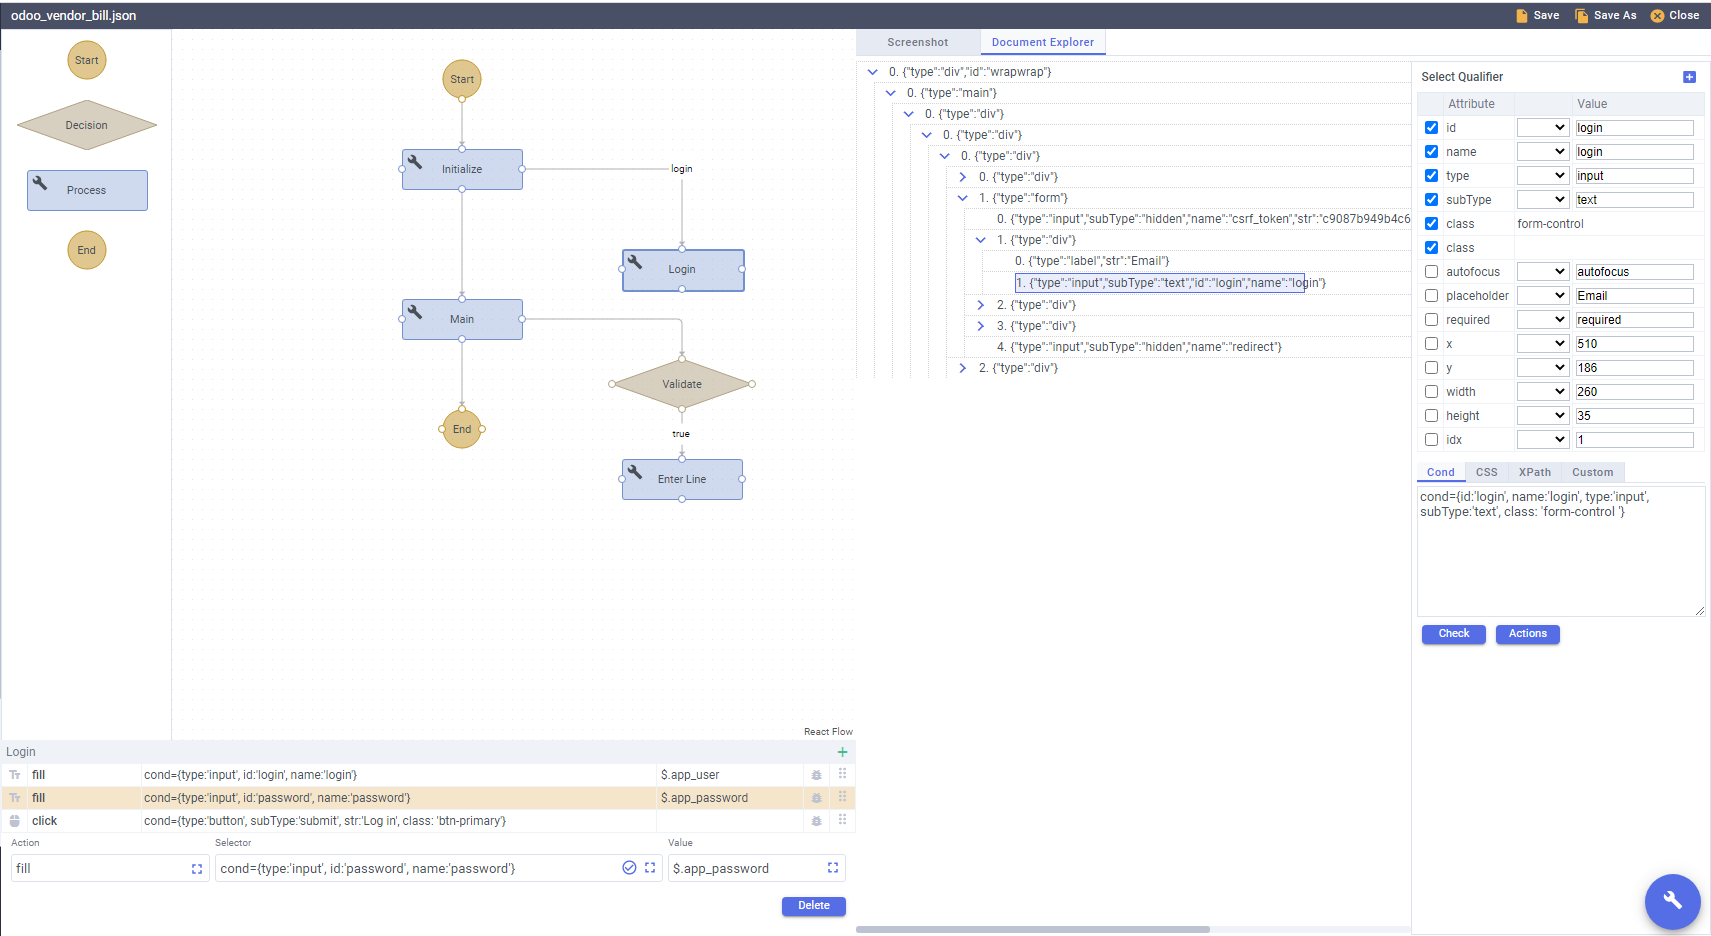 odoo_vendor_bill.json
Save
Save As
Close
Start
Decision
Process
End
Start
Initialize
login
Login
Main
Validate
End
true
Enter Line
React Flow
Screenshot
Document Explorer
0. {"type":"div","id":"wrapwrap"}
0. {"type":"main"}
0. {"type":"div"}
0. {"type":"div"}
0. {"type":"div"}
0. {"type":"div"}
1. {"type":"form"}
0. {"type":"input","subType":"hidden","name":"csrf_token","str":"c9087b949b4c6
1. {"type":"div"}
0. {"type":"label","str":"Email"}
1. {"type":"input","subType":"text","id":"login","name":"login"}
2. {"type":"div"}
3. {"type":"div"}
4. {"type":"input","subType":"hidden","name":"redirect"}
2. {"type":"div"}
Select Qualifier
Attribute Value
id login
name login
type input
subType text
class form-control
class
autofocus autofocus
placeholder Email
required required
x 510
y 186
width 260
height 35
idx 1
Cond CSS XPath Custom
cond={id:'login', name:'login', type:'input',
subType:'text', class: 'form-control '}
Check
Actions
Login
fill cond={type:'input', id:'login', name:'login'} $.app_user
fill cond={type:'input', id:'password', name:'password'} $.app_password
click cond={type:'button', subType:'submit', str:'Log in', class: 'btn-primary'}
Action Selector Value
fill cond={type:'input', id:'password', name:'password'} $.app_password
Delete